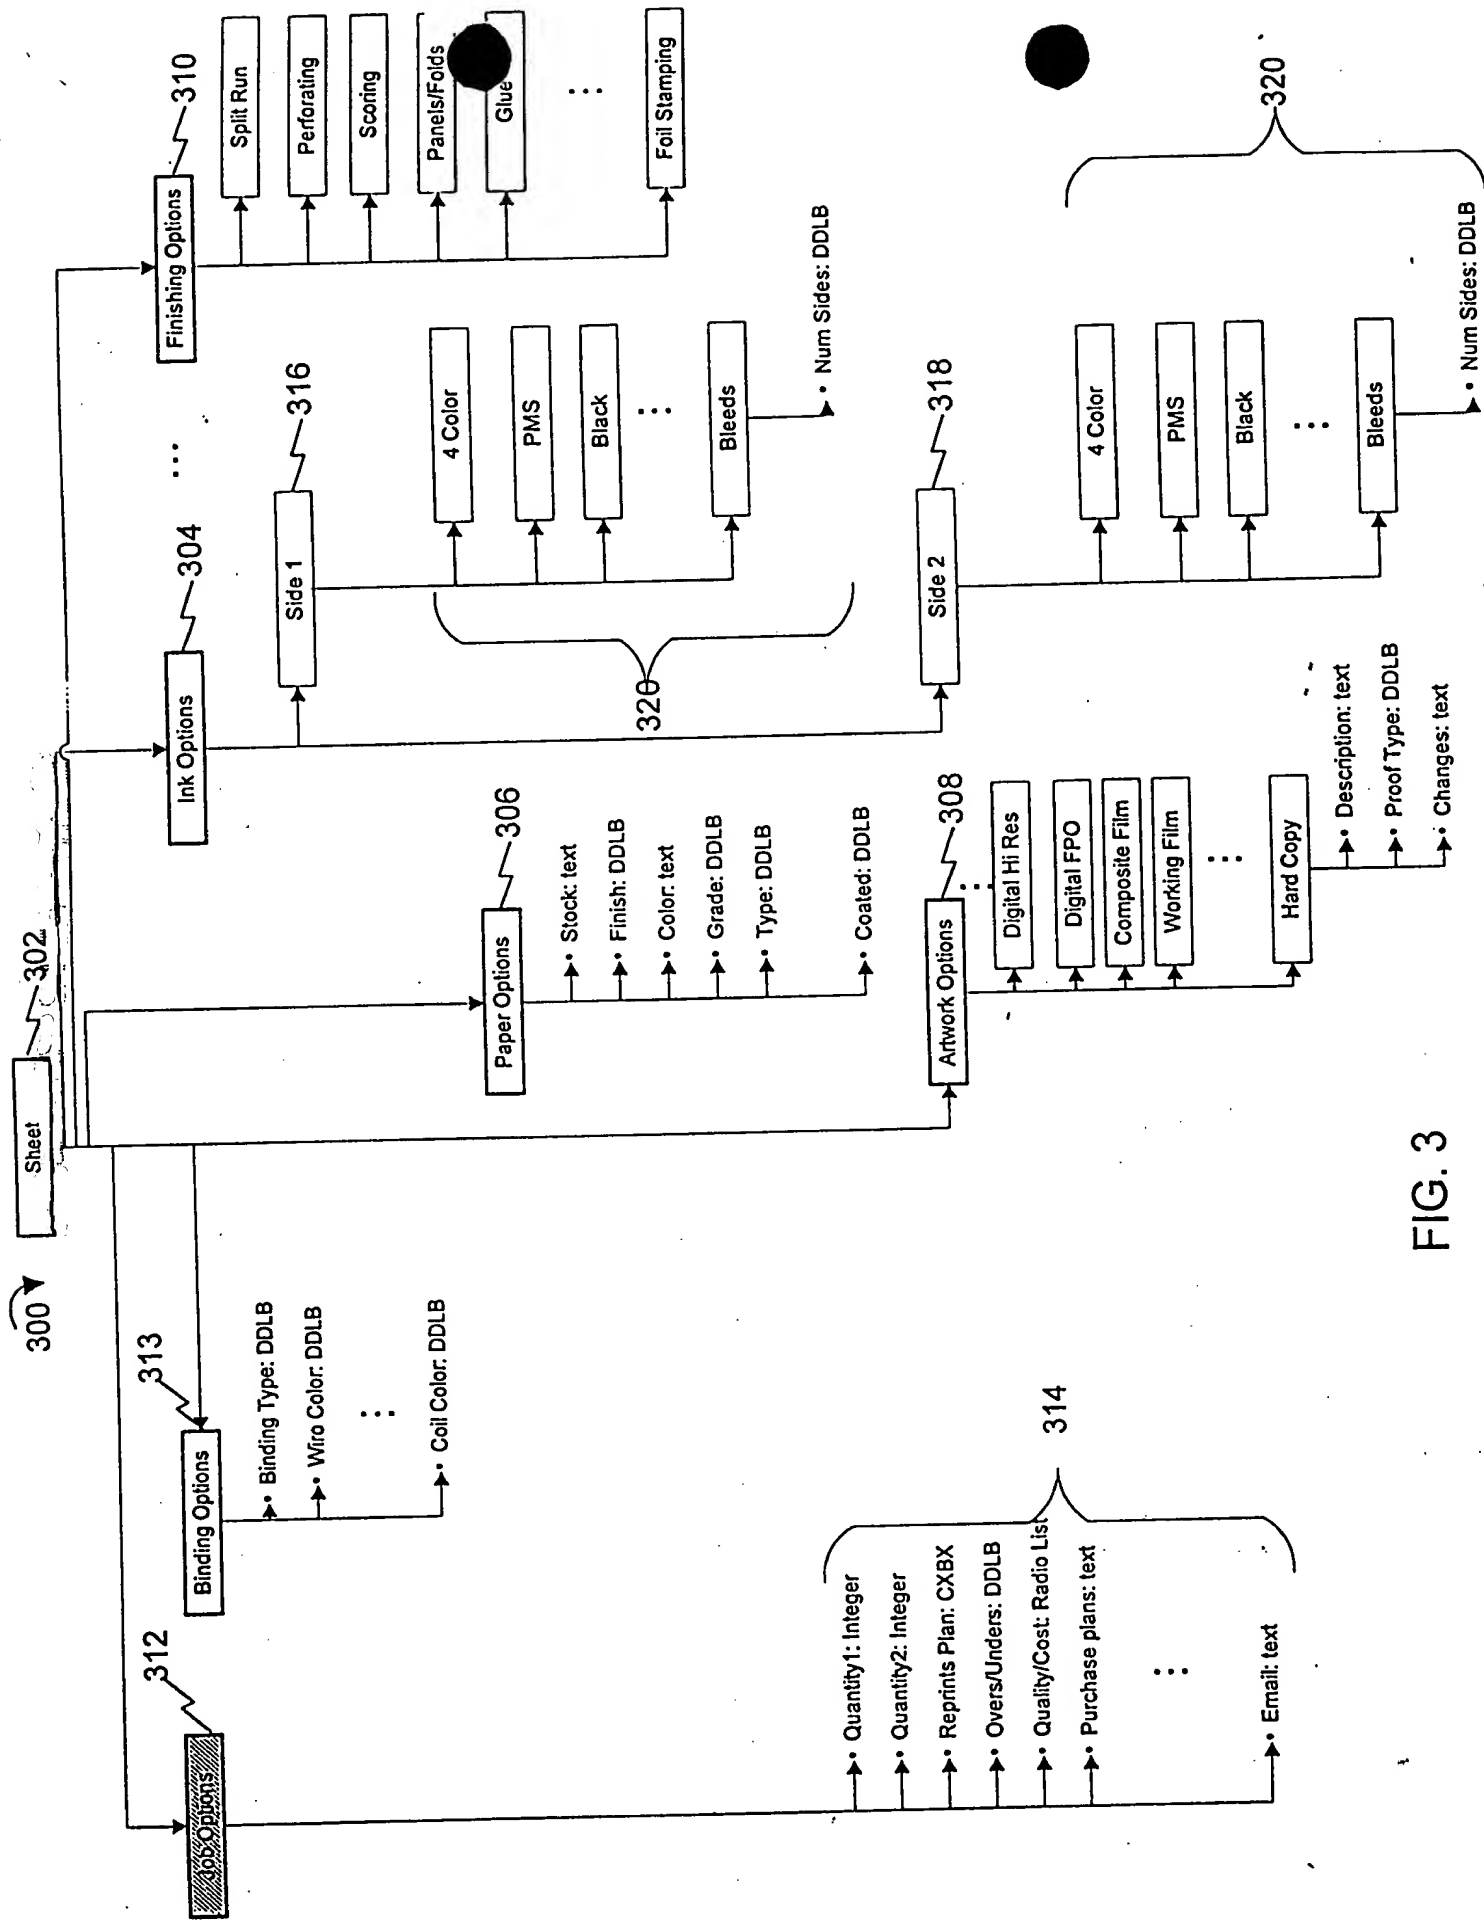 300
Sheet
302
312
Job Options
313
Binding Options
304
Ink Options
...
310
Finishing Options
• Binding Type: DDLB
• Wiro Color: DDLB
...
• Coil Color: DDLB
• Quantity1: Integer
• Quantity2: Integer
• Reprints Plan: CXBX
• Overs/Unders: DDLB
• Quality/Cost: Radio List
• Purchase plans: text
...
• Email: text
314
306
Paper Options
• Stock: text
• Finish: DDLB
• Color: text
• Grade: DDLB
• Type: DDLB
• Coated: DDLB
308
Artwork Options
...
Digital Hi Res
Digital FPO
Composite Film
Working Film
...
Hard Copy
• Description: text
• Proof Type: DDLB
• Changes: text
316
Side 1
4 Color
PMS
Black
...
Bleeds
• Num Sides: DDLB
320
318
Side 2
4 Color
PMS
Black
...
Bleeds
• Num Sides: DDLB
320
Split Run
Perforating
Scoring
Panels/Folds
Glue
...
Foil Stamping
FIG. 3